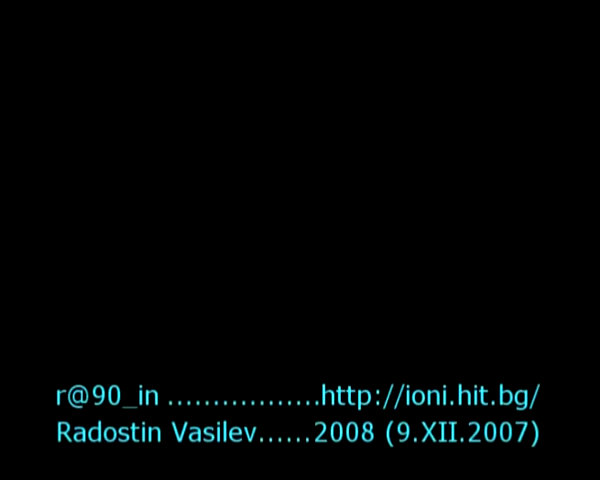 r@90_in .................http://ioni.hit.bg/
Radostin Vasilev......2008 (9.XII.2007)